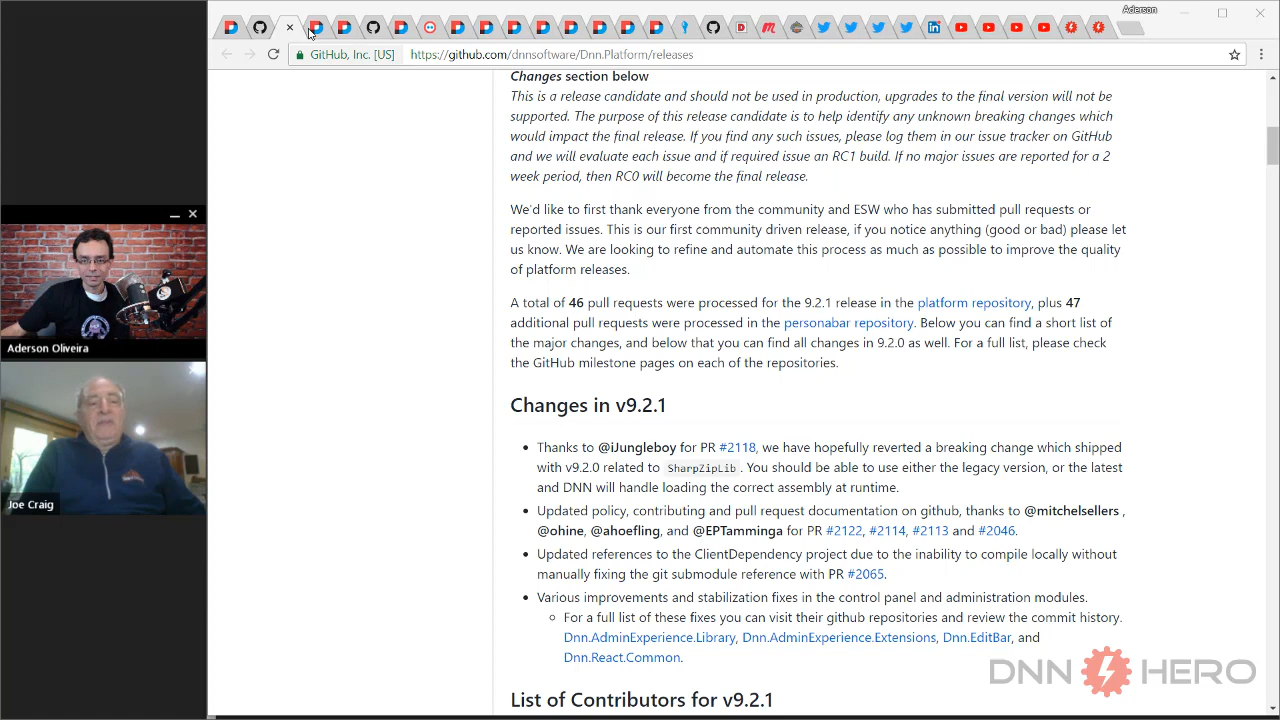 Aderson
GitHub, Inc. [US]
https://github.com/dnnsoftware/Dnn.Platform/releases
Changes section below
This is a release candidate and should not be used in production, upgrades to the final version will not be
supported. The purpose of this release candidate is to help identify any unknown breaking changes which
would impact the final release. If you find any such issues, please log them in our issue tracker on GitHub
and we will evaluate each issue and if required issue an RC1 build. If no major issues are reported for a 2
week period, then RC0 will become the final release.
We'd like to first thank everyone from the community and ESW who has submitted pull requests or
reported issues. This is our first community driven release, if you notice anything (good or bad) please let
us know. We are looking to refine and automate this process as much as possible to improve the quality
of platform releases.
A total of 46 pull requests were processed for the 9.2.1 release in the platform repository, plus 47
additional pull requests were processed in the personabar repository. Below you can find a short list of
the major changes, and below that you can find all changes in 9.2.0 as well. For a full list, please check
the GitHub milestone pages on each of the repositories.
Changes in v9.2.1
Thanks to @iJungleboy for PR #2118, we have hopefully reverted a breaking change which shipped
with v9.2.0 related to SharpZipLib. You should be able to use either the legacy version, or the latest
and DNN will handle loading the correct assembly at runtime.
Updated policy, contributing and pull request documentation on github, thanks to @mitchelsellers ,
@ohine, @ahoefling, and @EPTamminga for PR #2122, #2114, #2113 and #2046.
Updated references to the ClientDependency project due to the inability to compile locally without
manually fixing the git submodule reference with PR #2065.
Various improvements and stabilization fixes in the control panel and administration modules.
For a full list of these fixes you can visit their github repositories and review the commit history.
Dnn.AdminExperience.Library, Dnn.AdminExperience.Extensions, Dnn.EditBar, and
Dnn.React.Common.
List of Contributors for v9.2.1
Aderson Oliveira
Joe Craig
DNN HERO